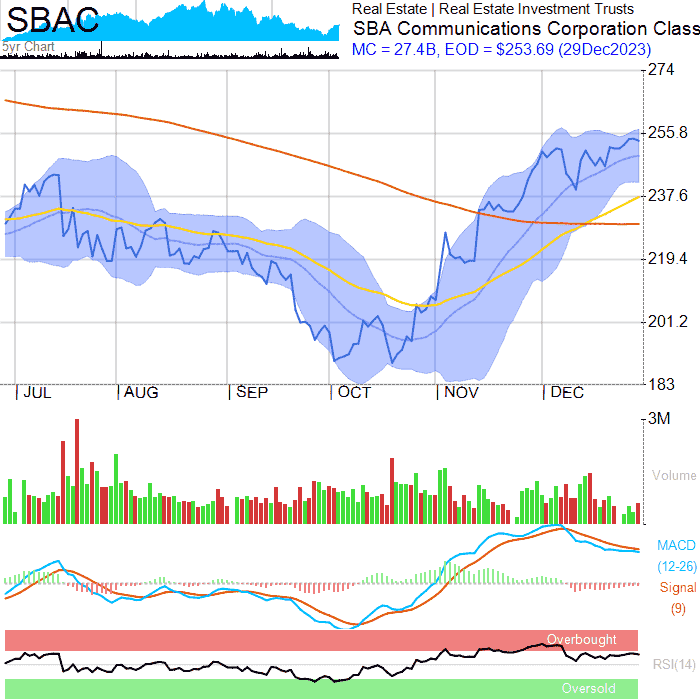 SBAC
5yr Chart
Real Estate | Real Estate Investment Trusts
SBA Communications Corporation Class
MC = 27.4B, EOD = $253.69 (29Dec2023)
274
255.8
237.6
219.4
201.2
183
| JUL | AUG | SEP | OCT | NOV | DEC
3M
Volume
MACD
(12-26)
Signal
(9)
Overbought
RSI(14)
Oversold